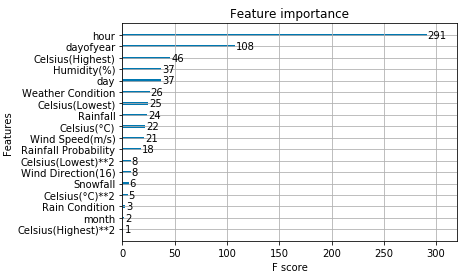 Feature importance
Features
hour 291
dayofyear 108
Celsius(Highest) 46
Humidity(%) 37
day 37
Weather Condition 26
Celsius(Lowest) 25
Rainfall 24
Celsius(°C) 22
Wind Speed(m/s) 21
Rainfall Probability 18
Celsius(Lowest)**2 8
Wind Direction(16) 8
Snowfall 6
Celsius(°C)**2 5
Rain Condition 3
month 2
Celsius(Highest)**2 1
0 50 100 150 200 250 300
F score